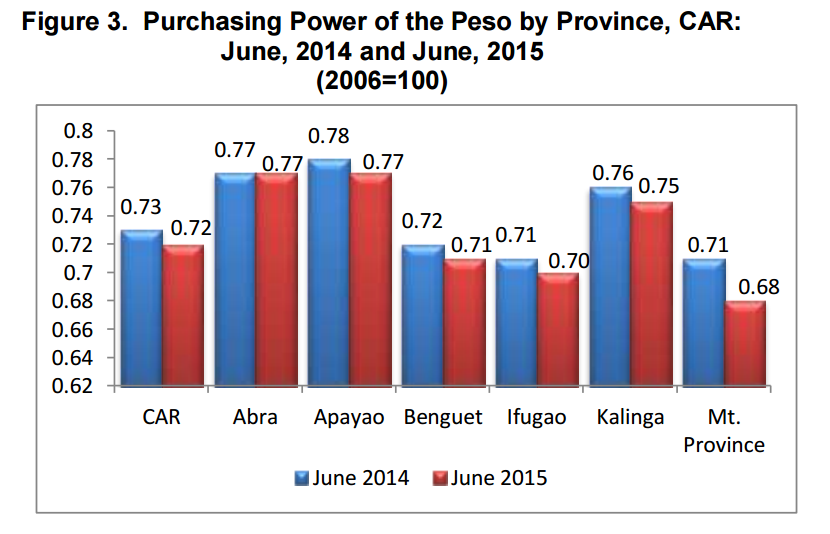 Figure 3. Purchasing Power of the Peso by Province, CAR:
June, 2014 and June, 2015
(2006=100)
0.8
0.78
0.76
0.74
0.72
0.7
0.68
0.66
0.64
0.62
0.73
0.72
0.77
0.77
0.78
0.77
0.72
0.71
0.71
0.70
0.76
0.75
0.71
0.68
CAR
Abra
Apayao
Benguet
Ifugao
Kalinga
Mt.
Province
June 2014
June 2015